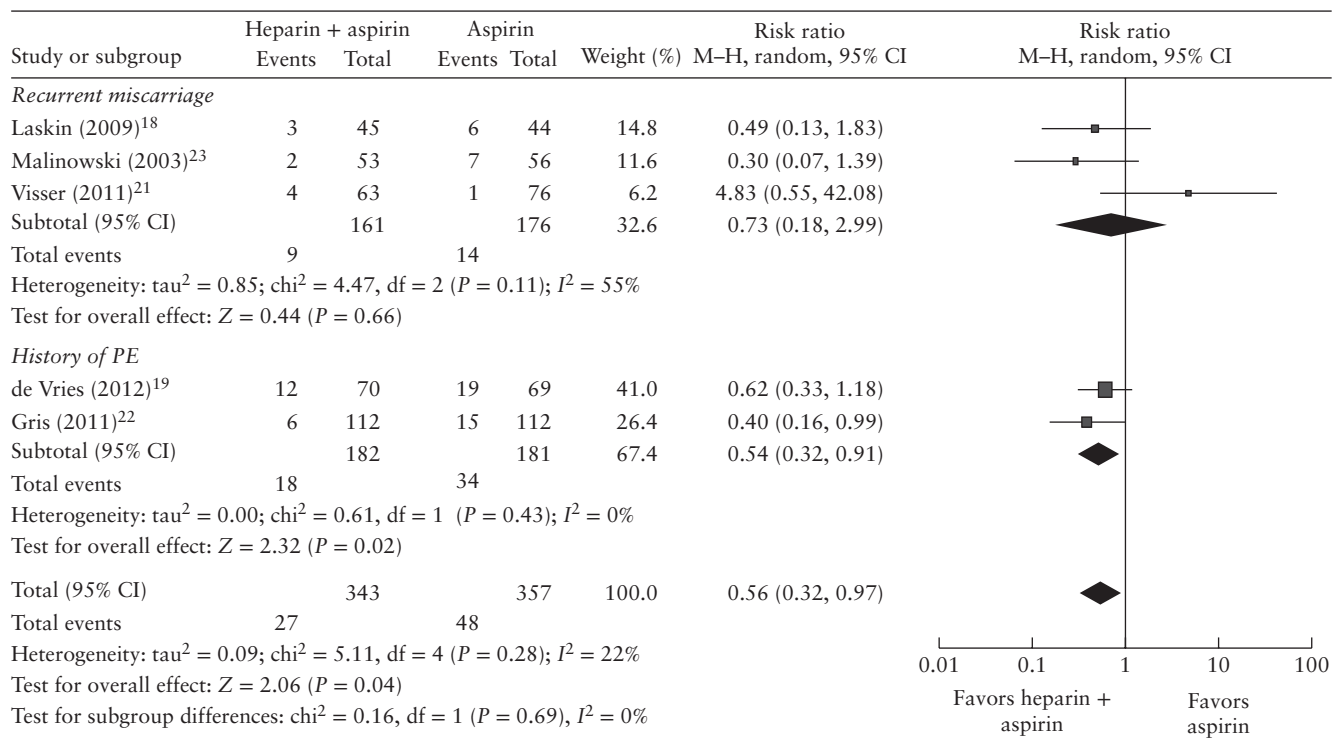 Heparin + aspirin Aspirin Risk ratio Risk ratio
Study or subgroup Events Total Events Total Weight (%) M–H, random, 95% CI M–H, random, 95% CI
Recurrent miscarriage
Laskin (2009)18 3 45 6 44 14.8 0.49 (0.13, 1.83)
Malinowski (2003)23 2 53 7 56 11.6 0.30 (0.07, 1.39)
Visser (2011)21 4 63 1 76 6.2 4.83 (0.55, 42.08)
Subtotal (95% CI) 161 176 32.6 0.73 (0.18, 2.99)
Total events 9 14
Heterogeneity: tau2 = 0.85; chi2 = 4.47, df = 2 (P = 0.11); I2 = 55%
Test for overall effect: Z = 0.44 (P = 0.66)
History of PE
de Vries (2012)19 12 70 19 69 41.0 0.62 (0.33, 1.18)
Gris (2011)22 6 112 15 112 26.4 0.40 (0.16, 0.99)
Subtotal (95% CI) 182 181 67.4 0.54 (0.32, 0.91)
Total events 18 34
Heterogeneity: tau2 = 0.00; chi2 = 0.61, df = 1 (P = 0.43); I2 = 0%
Test for overall effect: Z = 2.32 (P = 0.02)
Total (95% CI) 343 357 100.0 0.56 (0.32, 0.97)
Total events 27 48
Heterogeneity: tau2 = 0.09; chi2 = 5.11, df = 4 (P = 0.28); I2 = 22%
Test for overall effect: Z = 2.06 (P = 0.04)
Test for subgroup differences: chi2 = 0.16, df = 1 (P = 0.69), I2 = 0%
0.01 0.1 1 10 100
Favors heparin + Favors
aspirin aspirin